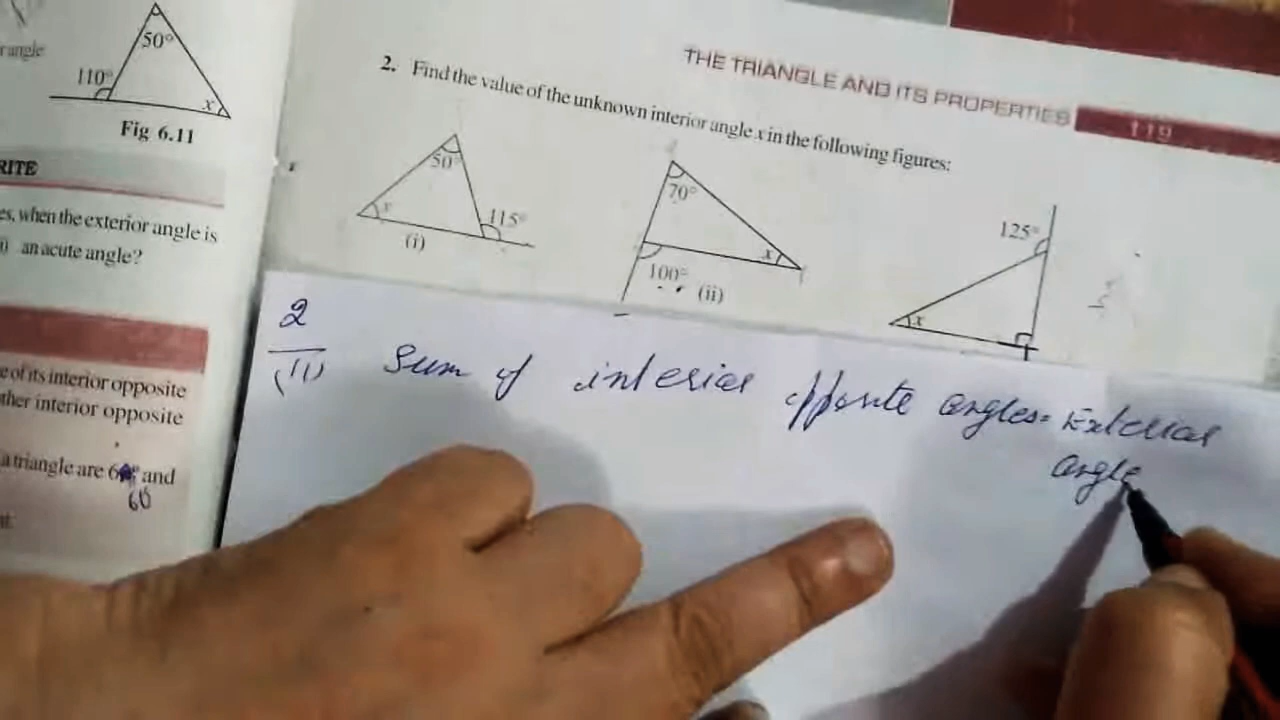 r angle
50°
110°
x
Fig 6.11
RITE
es, when the exterior angle is
an acute angle?
e of its interior opposite
ther interior opposite
a triangle are 6 and
60
THE TRIANGLE AND ITS PROPERTIES 119
2. Find the value of the unknown interior angle x in the following figures:
50°
x
115°
(i)
70°
x
100°
(ii)
125°
x
2
(ii) Sum of interior opposite angles = Exterior
angle